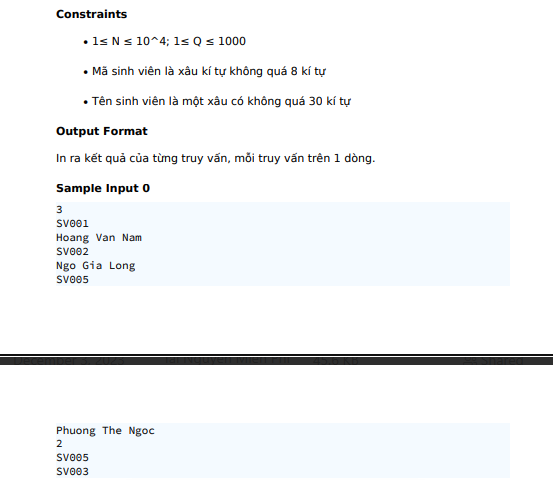 Constraints
• 1≤ N ≤ 10^4; 1≤ Q ≤ 1000
• Mã sinh viên là xâu kí tự không quá 8 kí tự
• Tên sinh viên là một xâu có không quá 30 kí tự
Output Format
In ra kết quả của từng truy vấn, mỗi truy vấn trên 1 dòng.
Sample Input 0
3
SV001
Hoang Van Nam
SV002
Ngo Gia Long
SV005
Phuong The Ngoc
2
SV005
SV003